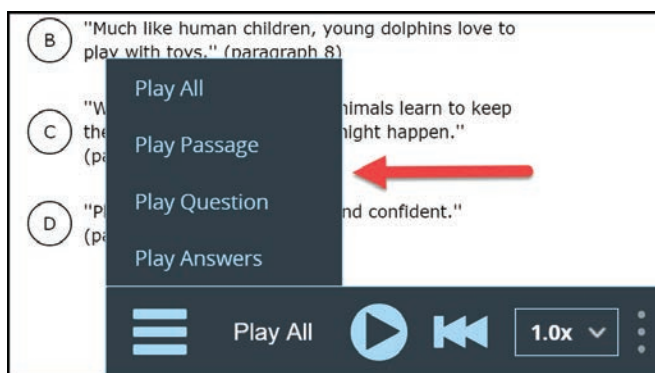 B "Much like human children, young dolphins love to
play with toys." (paragraph 8)
C "W
nimals learn to keep
the
night happen."
(pa
D "Pl
nd confident."
(pa
Play All
Play Passage
Play Question
Play Answers
Play All 1.0x